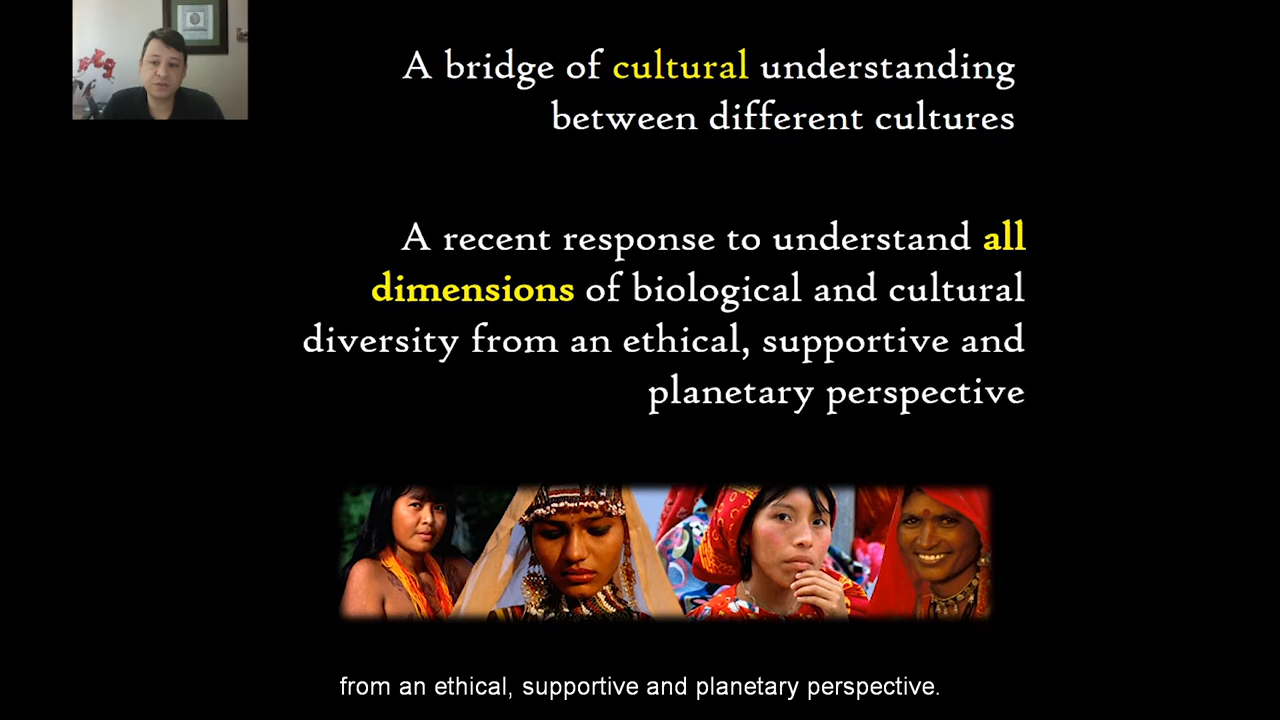 A bridge of cultural understanding
between different cultures
A recent response to understand all
dimensions of biological and cultural
diversity from an ethical, supportive and
planetary perspective
from an ethical, supportive and planetary perspective.